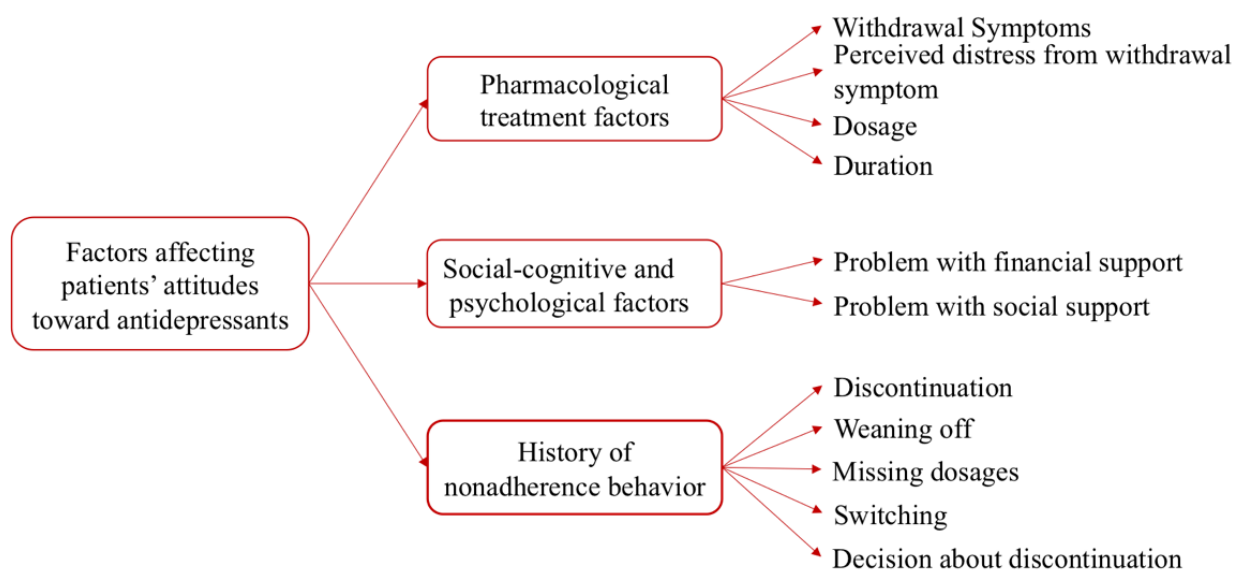 Factors affecting
patients’ attitudes
toward antidepressants
Pharmacological
treatment factors
Withdrawal Symptoms
Perceived distress from withdrawal
symptom
Dosage
Duration
Social-cognitive and
psychological factors
Problem with financial support
Problem with social support
History of
nonadherence behavior
Discontinuation
Weaning off
Missing dosages
Switching
Decision about discontinuation